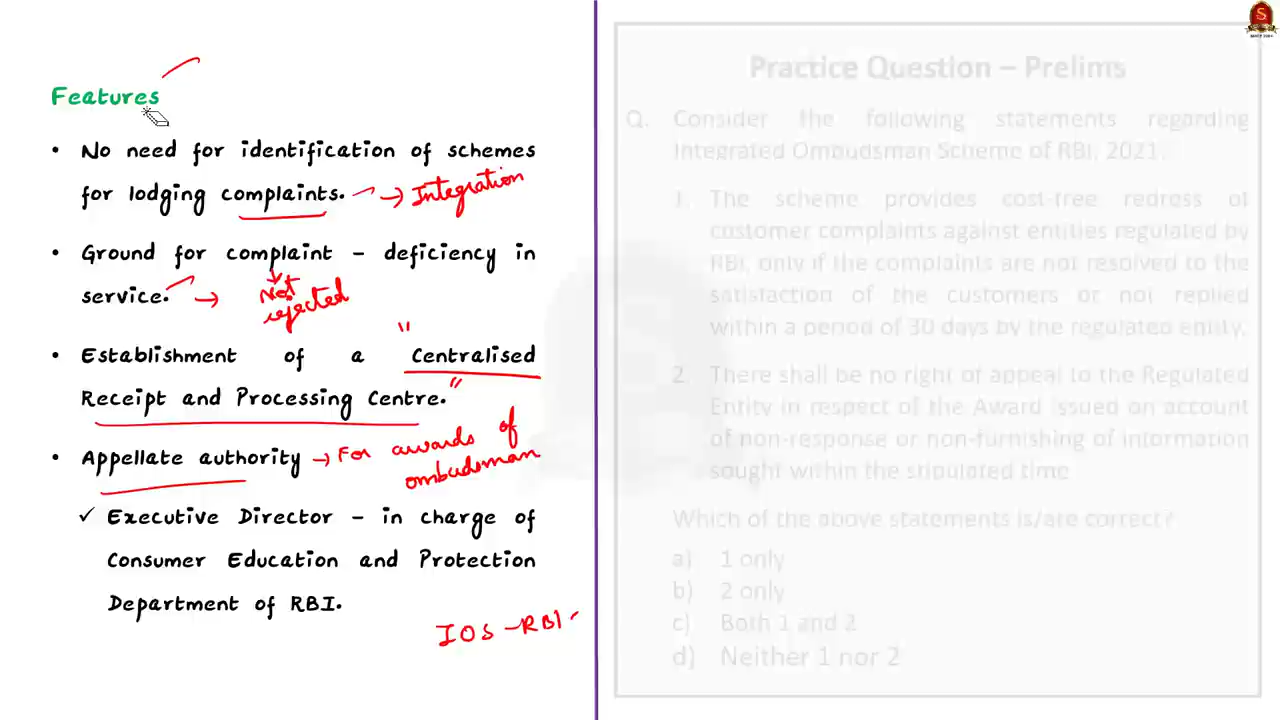 Features
• No need for identification of schemes
for lodging complaints. → Integration
• Ground for complaint – deficiency in
service. → Not
rejected
• Establishment of a "Centralised
Receipt and Processing Centre."
• Appellate authority → For awards of
ombudsman
✓ Executive Director – in charge of
Consumer Education and Protection
Department of RBI.
IOS – RBI
Practice Question – Prelims
Q. Consider the following statements regarding
Integrated Ombudsman Scheme of RBI, 2021.
1. The scheme provides cost-free redress of
customer complaints against entities regulated by
RBI, only if the complaints are not resolved to the
satisfaction of the customers or not replied
within a period of 30 days by the regulated entity.
2. There shall be no right of appeal to the Regulated
Entity in respect of the Award issued on account
of non-response or non-furnishing of information
sought within the stipulated time.
Which of the above statements is/are correct?
a) 1 only
b) 2 only
c) Both 1 and 2
d) Neither 1 nor 2